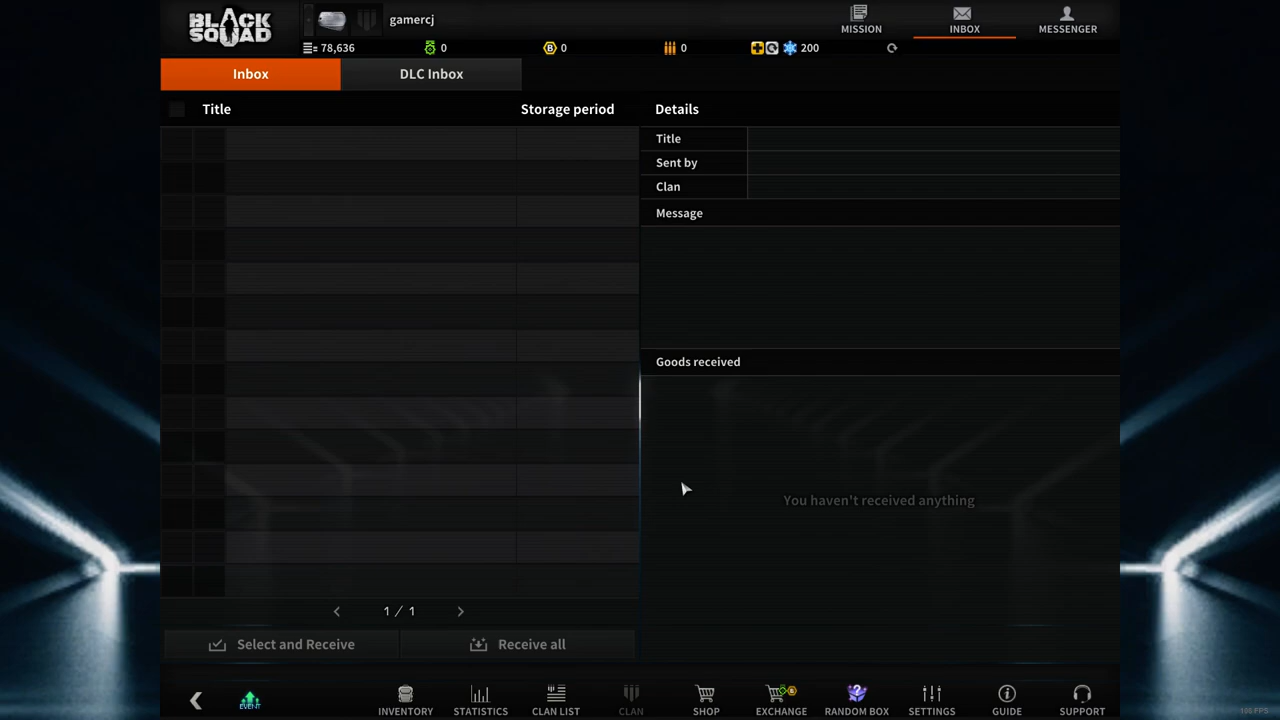 BLACK SQUAD
gamercj
MISSION
INBOX
MESSENGER
78,636
0
0
0
200
Inbox
DLC Inbox
Title
Storage period
Details
Title
Sent by
Clan
Message
Goods received
You haven't received anything
1 / 1
Select and Receive
Receive all
EVENT
INVENTORY
STATISTICS
CLAN LIST
CLAN
SHOP
EXCHANGE
RANDOM BOX
SETTINGS
GUIDE
SUPPORT